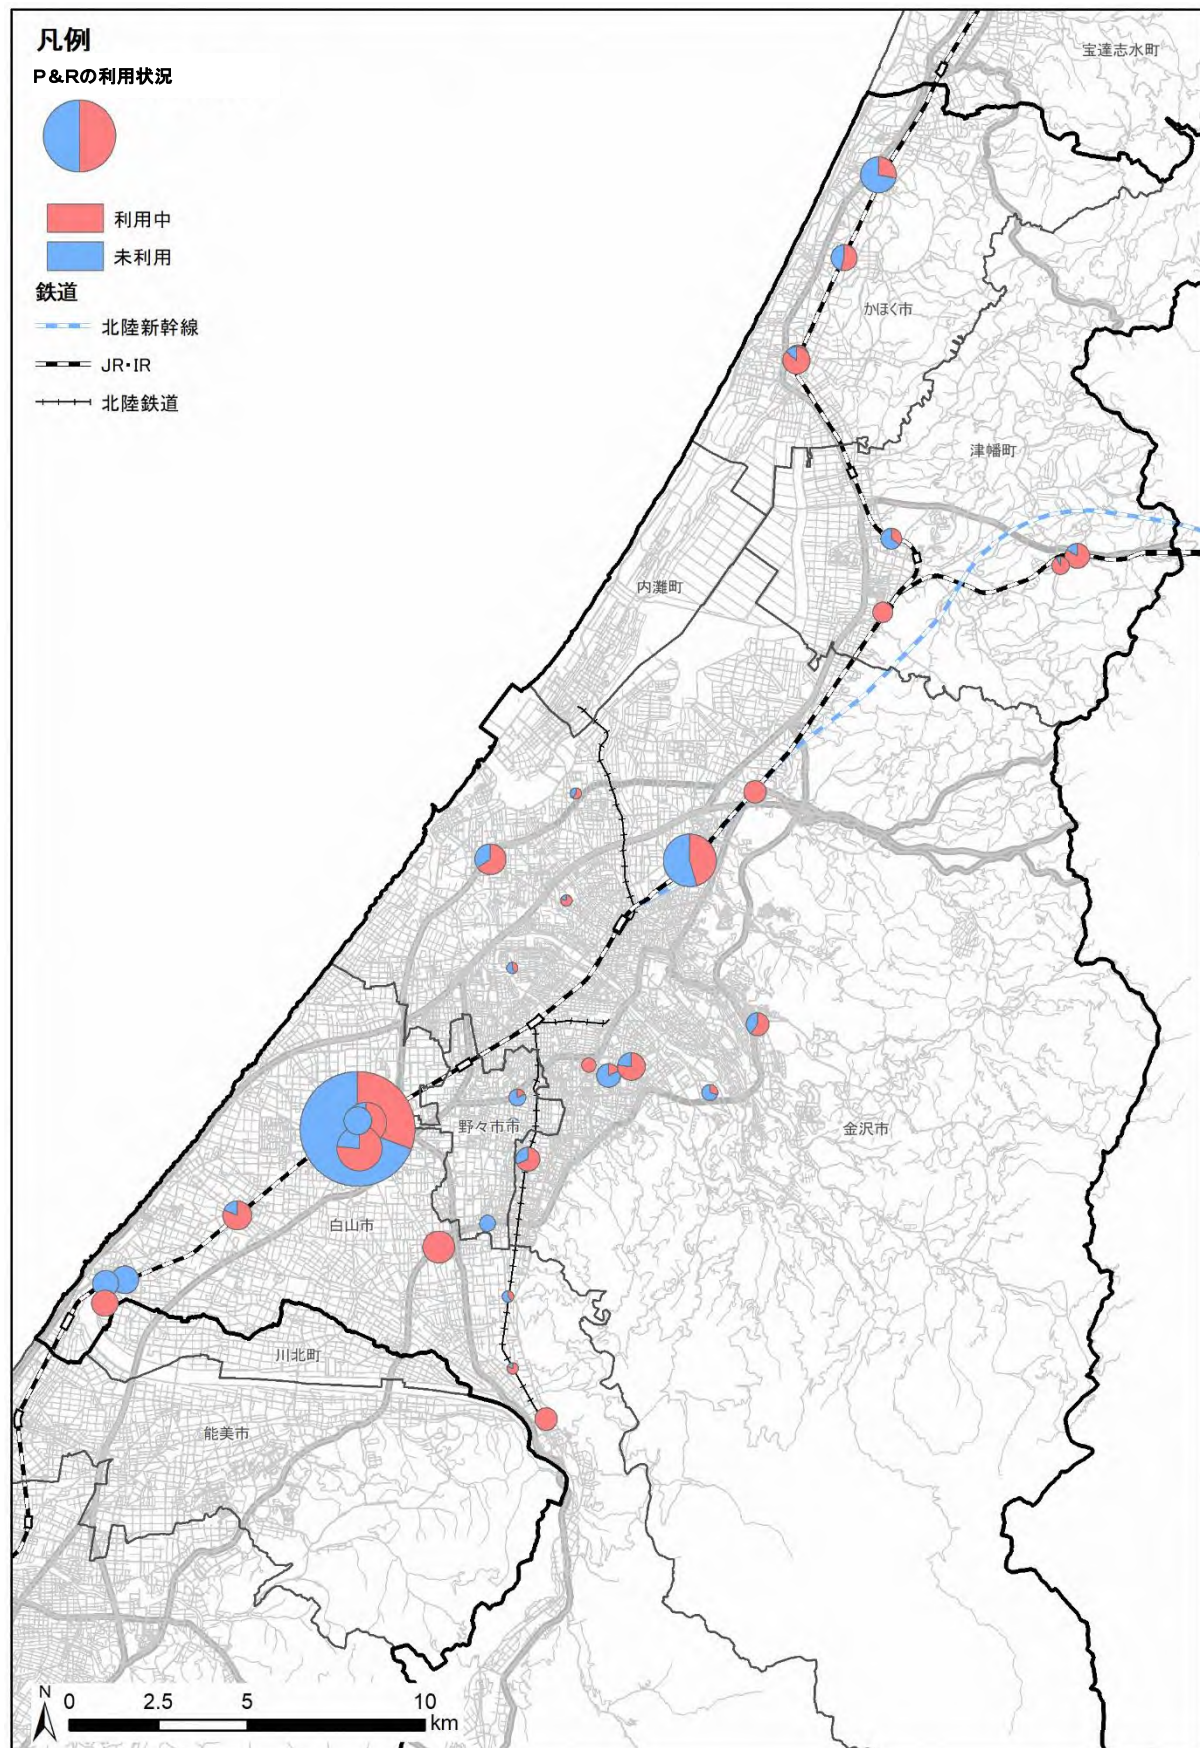 凡例
P&Rの利用状況
利用中
未利用
鉄道
北陸新幹線
JR・IR
北陸鉄道
宝達志水町
かほく市
津幡町
内灘町
野々市市
金沢市
白山市
川北町
能美市
N 0 2.5 5 10
km